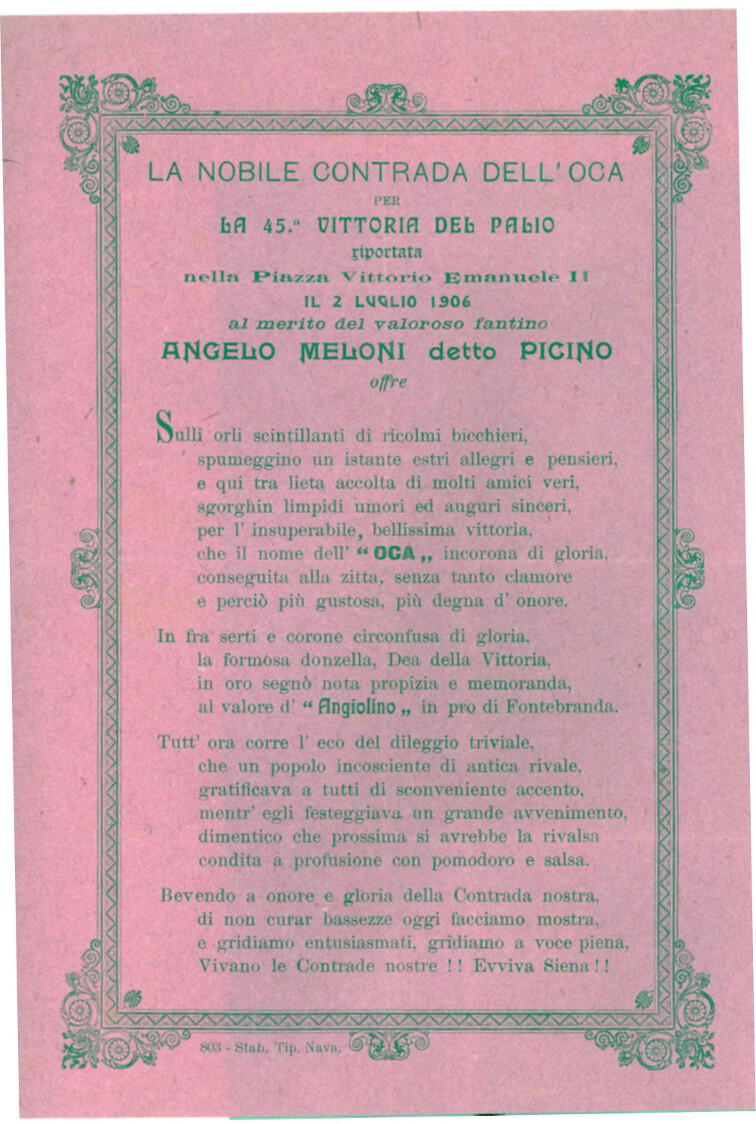 LA NOBILE CONTRADA DELL' OCA
PER
LA 45.ª VITTORIA DEL PALIO
riportata
nella Piazza Vittorio Emanuele II
IL 2 LUGLIO 1906
al merito del valoroso fantino
ANGELO MELONI detto PICINO
offre
Sulli orli scintillanti di ricolmi bicchieri,
spumeggino un istante estri allegri e pensieri,
e qui tra lieta accolta di molti amici veri,
sgorghin limpidi umori ed auguri sinceri,
per l' insuperabile, bellissima vittoria,
che il nome dell' “ OCA „ incorona di gloria,
conseguita alla zitta, senza tanto clamore
e perciò più gustosa, più degna d' onore.
In fra serti e corone circonfusa di gloria,
la formosa donzella, Dea della Vittoria,
in oro segnò nota propizia e memoranda,
al valore d' “ Angiolino „ in pro di Fontebranda.
Tutt' ora corre l' eco del dileggio triviale,
che un popolo incosciente di antica rivale,
gratificava a tutti di sconveniente accento,
mentr' egli festeggiava un grande avvenimento,
dimentico che prossima si avrebbe la rivalsa
condita a profusione con pomodoro e salsa.
Bevendo a onore e gloria della Contrada nostra,
di non curar bassezze oggi facciamo mostra,
e gridiamo entusiasmati, gridiamo a voce piena,
Vivano le Contrade nostre !! Evviva Siena !!
803 - Stab. Tip. Nava.